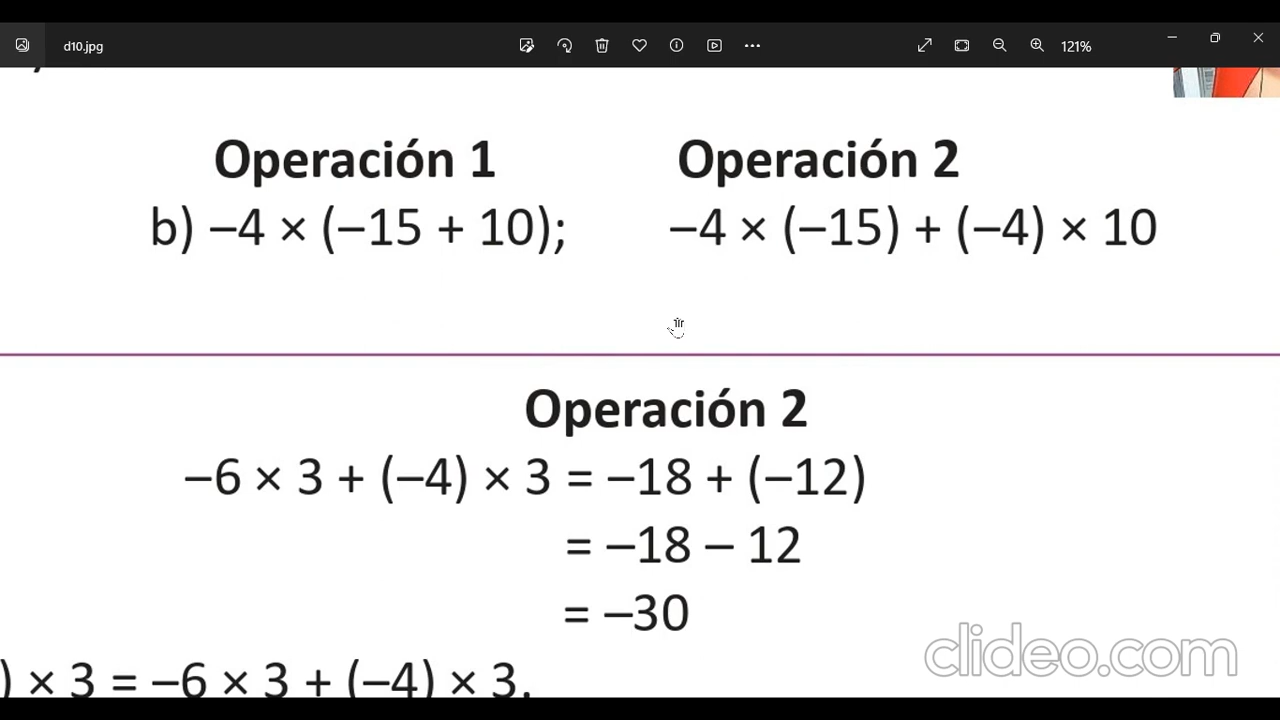 d10.jpg
121%
Operación 1
Operación 2
b) –4 × (–15 + 10);
–4 × (–15) + (–4) × 10
Operación 2
–6 × 3 + (–4) × 3 = –18 + (–12)
= –18 – 12
= –30
) × 3 = –6 × 3 + (–4) × 3.
clideo.com